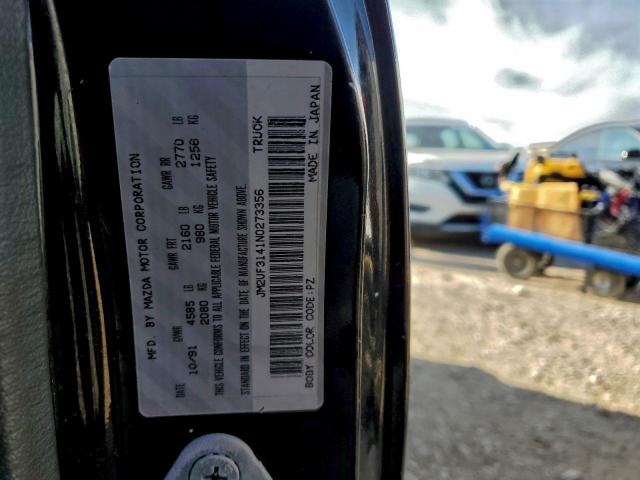 MFD. BY MAZDA MOTOR CORPORATION
DATE GVWR GAWR FRT GAWR RR
10/91 4585 LB 2160 LB 2770 LB
2080 KG 980 KG 1256 KG
THIS VEHICLE CONFORMS TO ALL APPLICABLE FEDERAL MOTOR VEHICLE SAFETY
STANDARD IN EFFECT ON THE DATE OF MANUFACTURE SHOWN ABOVE.
JM2UF3141N0273356 TRUCK
BODY COLOR CODE:PZ MADE IN JAPAN